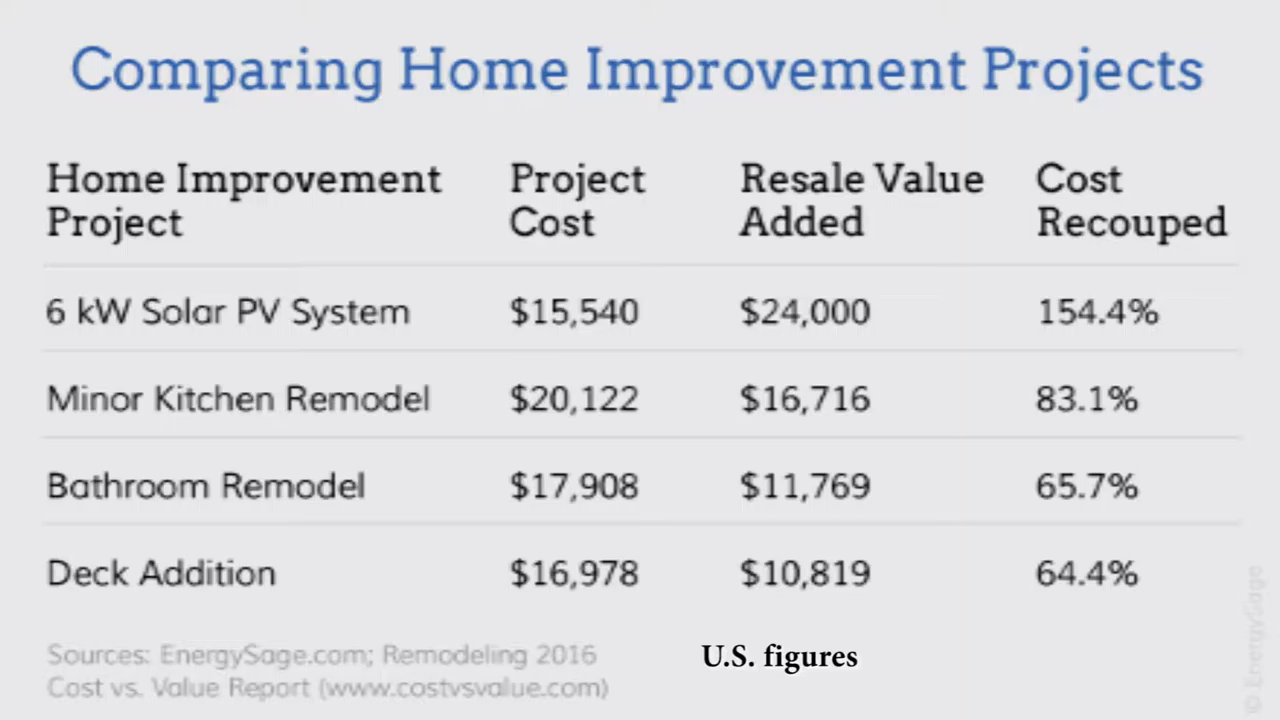 Comparing Home Improvement Projects
Home Improvement Project Project Cost Resale Value Added Cost Recouped
6 kW Solar PV System $15,540 $24,000 154.4%
Minor Kitchen Remodel $20,122 $16,716 83.1%
Bathroom Remodel $17,908 $11,769 65.7%
Deck Addition $16,978 $10,819 64.4%
Sources: EnergySage.com; Remodeling 2016
Cost vs. Value Report (www.costvsvalue.com)
U.S. figures
© EnergySage